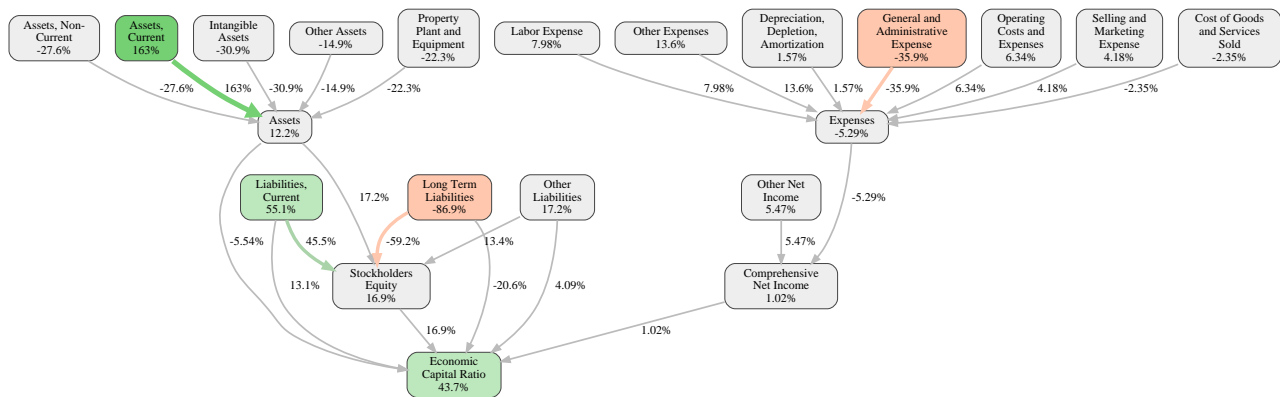 Assets, Non-
Current
-27.6%
Assets,
Current
163%
Intangible
Assets
-30.9%
Other Assets
-14.9%
Property
Plant and
Equipment
-22.3%
Labor Expense
7.98%
Other Expenses
13.6%
Depreciation,
Depletion,
Amortization
1.57%
General and
Administrative
Expense
-35.9%
Operating
Costs and
Expenses
6.34%
Selling and
Marketing
Expense
4.18%
Cost of Goods
and Services
Sold
-2.35%
-27.6%
163%
-30.9%
-14.9%
-22.3%
7.98%
13.6%
1.57%
-35.9%
6.34%
4.18%
-2.35%
Assets
12.2%
Expenses
-5.29%
Liabilities,
Current
55.1%
17.2%
Long Term
Liabilities
-86.9%
Other
Liabilities
17.2%
Other Net
Income
5.47%
-5.29%
-5.54%
45.5%
-59.2%
13.4%
5.47%
Stockholders
Equity
16.9%
Comprehensive
Net Income
1.02%
13.1%
-20.6%
4.09%
16.9%
1.02%
Economic
Capital Ratio
43.7%